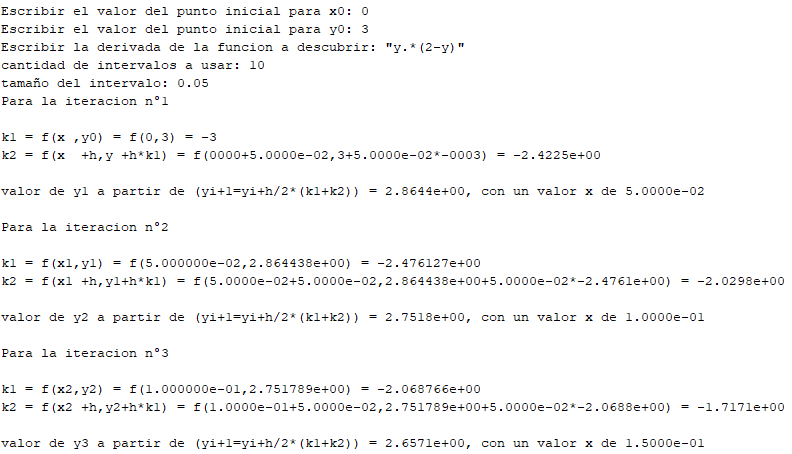 Escribir el valor del punto inicial para x0: 0
Escribir el valor del punto inicial para y0: 3
Escribir la derivada de la funcion a descubrir: "y.*(2-y)"
cantidad de intervalos a usar: 10
tamaño del intervalo: 0.05
Para la iteracion n°1
k1 = f(x ,y0) = f(0,3) = -3
k2 = f(x  +h,y +h*k1) = f(0000+5.0000e-02,3+5.0000e-02*-0003) = -2.4225e+00
valor de y1 a partir de (yi+1=yi+h/2*(k1+k2)) = 2.8644e+00, con un valor x de 5.0000e-02
Para la iteracion n°2
k1 = f(x1,y1) = f(5.000000e-02,2.864438e+00) = -2.476127e+00
k2 = f(x1 +h,y1+h*k1) = f(5.0000e-02+5.0000e-02,2.864438e+00+5.0000e-02*-2.4761e+00) = -2.0298e+00
valor de y2 a partir de (yi+1=yi+h/2*(k1+k2)) = 2.7518e+00, con un valor x de 1.0000e-01
Para la iteracion n°3
k1 = f(x2,y2) = f(1.000000e-01,2.751789e+00) = -2.068766e+00
k2 = f(x2 +h,y2+h*k1) = f(1.0000e-01+5.0000e-02,2.751789e+00+5.0000e-02*-2.0688e+00) = -1.7171e+00
valor de y3 a partir de (yi+1=yi+h/2*(k1+k2)) = 2.6571e+00, con un valor x de 1.5000e-01